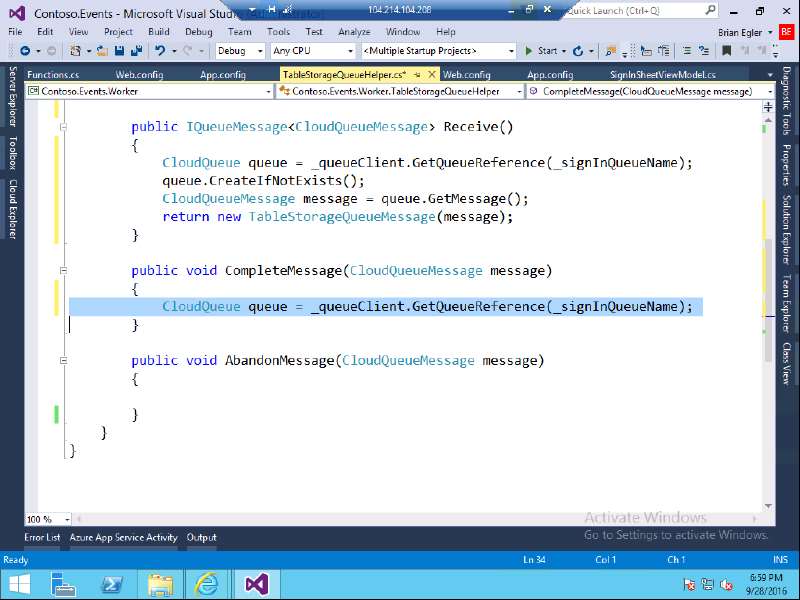 Contoso.Events - Microsoft Visual Stud
104.214.104.208
Quick Launch (Ctrl+Q)
File Edit View Project Build Debug Team Tools Test Analyze Window Help
Brian Egler BE
Debug Any CPU <Multiple Startup Projects> Start
Functions.cs Web.config App.config TableStorageQueueHelper.cs* Web.config App.config SignInSheetViewModel.cs
Contoso.Events.Worker Contoso.Events.Worker.TableStorageQueueHelper CompleteMessage(CloudQueueMessage message)
Server Explorer
Toolbox
Cloud Explorer
public IQueueMessage<CloudQueueMessage> Receive()
{
CloudQueue queue = _queueClient.GetQueueReference(_signInQueueName);
queue.CreateIfNotExists();
CloudQueueMessage message = queue.GetMessage();
return new TableStorageQueueMessage(message);
}
public void CompleteMessage(CloudQueueMessage message)
{
CloudQueue queue = _queueClient.GetQueueReference(_signInQueueName);
}
public void AbandonMessage(CloudQueueMessage message)
{
}
}
}
Diagnostic Tools
Properties
Solution Explorer
Team Explorer
Class View
100 %
Activate Windows
Go to Settings to activate Windows.
Error List Azure App Service Activity Output
Ready Ln 34 Col 1 Ch 1 INS
6:59 PM
9/28/2016